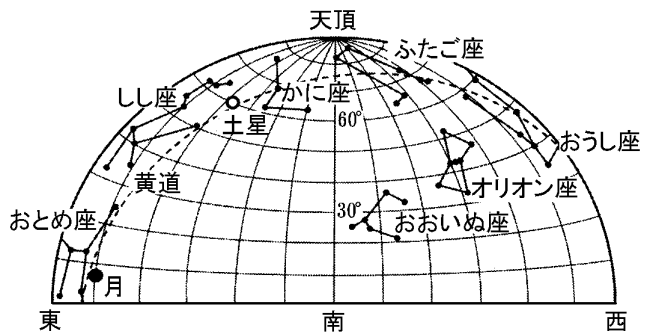 天頂
ふたご座
しし座
かに座
土星
60°
おうし座
黄道
オリオン座
30°
おとめ座
おおいぬ座
月
東
南
西